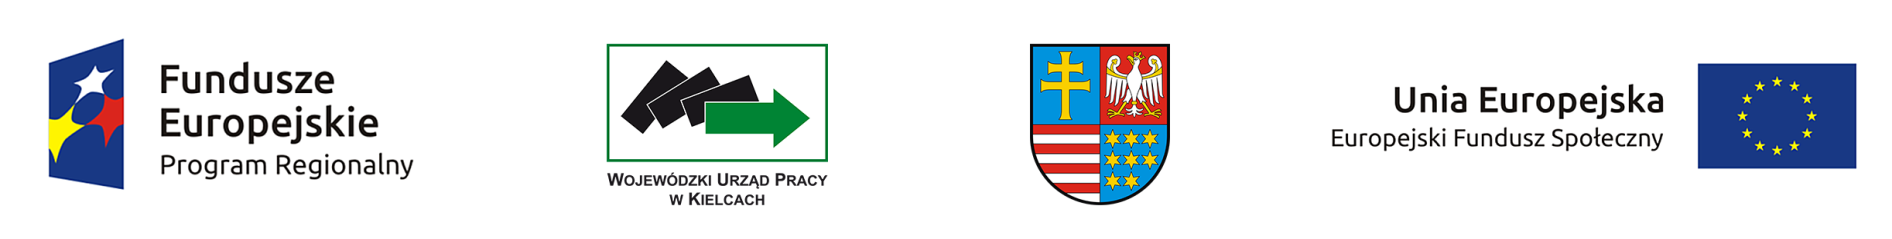 Fundusze
Europejskie
Program Regionalny
WOJEWÓDZKI URZĄD PRACY
W KIELCACH
Unia Europejska
Europejski Fundusz Społeczny